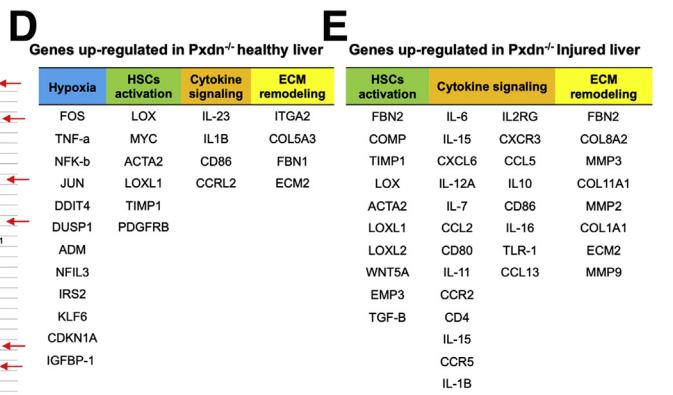 D
Genes up-regulated in Pxdn-/- healthy liver
Hypoxia HSCs activation Cytokine signaling ECM remodeling
FOS LOX IL-23 ITGA2
TNF-a MYC IL1B COL5A3
NFK-b ACTA2 CD86 FBN1
JUN LOXL1 CCRL2 ECM2
DDIT4 TIMP1
DUSP1 PDGFRB
ADM
NFIL3
IRS2
KLF6
CDKN1A
IGFBP-1
E
Genes up-regulated in Pxdn-/- Injured liver
HSCs activation Cytokine signaling ECM remodeling
FBN2 IL-6 IL2RG FBN2
COMP IL-15 CXCR3 COL8A2
TIMP1 CXCL6 CCL5 MMP3
LOX IL-12A IL10 COL11A1
ACTA2 IL-7 CD86 MMP2
LOXL1 CCL2 IL-16 COL1A1
LOXL2 CD80 TLR-1 ECM2
WNT5A IL-11 CCL13 MMP9
EMP3 CCR2
TGF-B CD4
IL-15
CCR5
IL-1B